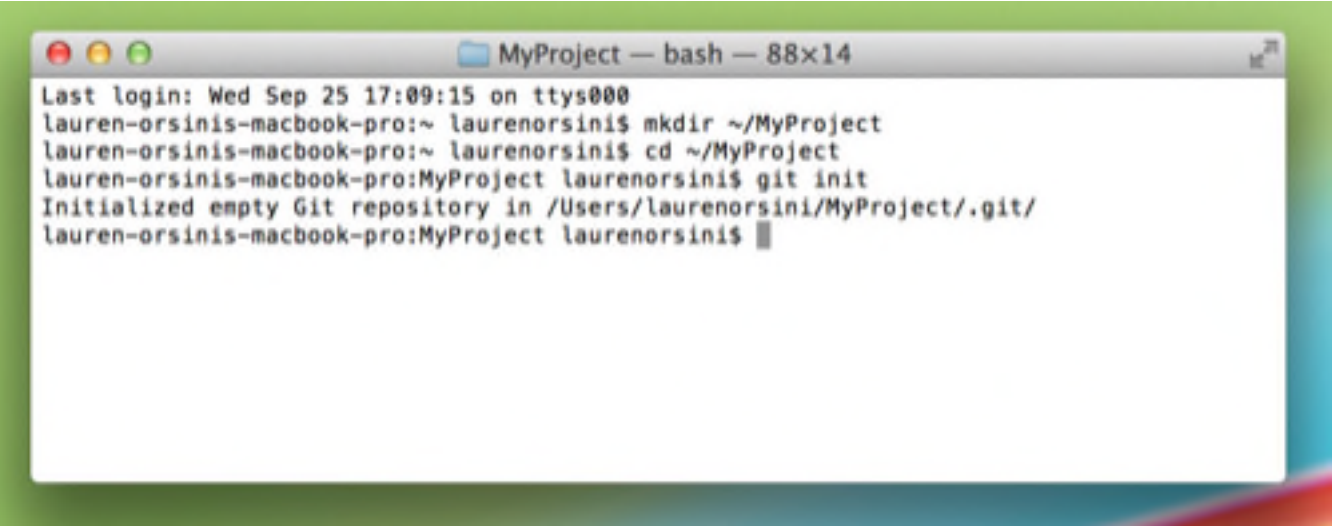 MyProject — bash — 88×14
Last login: Wed Sep 25 17:09:15 on ttys000
lauren-orsinis-macbook-pro:~ laurenorsini$ mkdir ~/MyProject
lauren-orsinis-macbook-pro:~ laurenorsini$ cd ~/MyProject
lauren-orsinis-macbook-pro:MyProject laurenorsini$ git init
Initialized empty Git repository in /Users/laurenorsini/MyProject/.git/
lauren-orsinis-macbook-pro:MyProject laurenorsini$